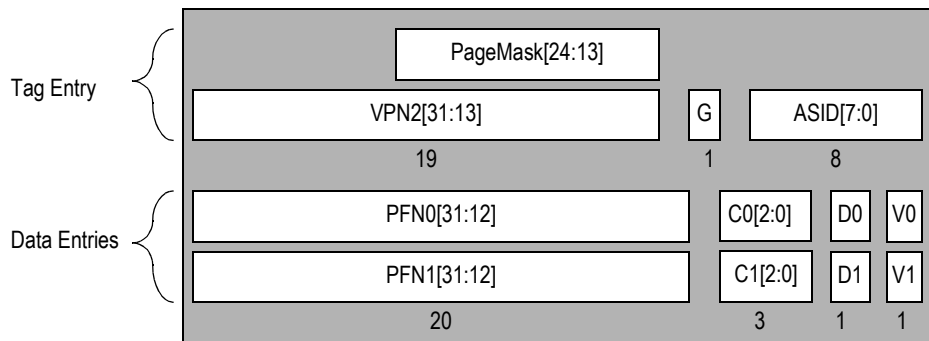 PageMask[24:13]
Tag Entry
VPN2[31:13] G ASID[7:0]
19 1 8
PFN0[31:12] C0[2:0] D0 V0
Data Entries
PFN1[31:12] C1[2:0] D1 V1
20 3 1 1